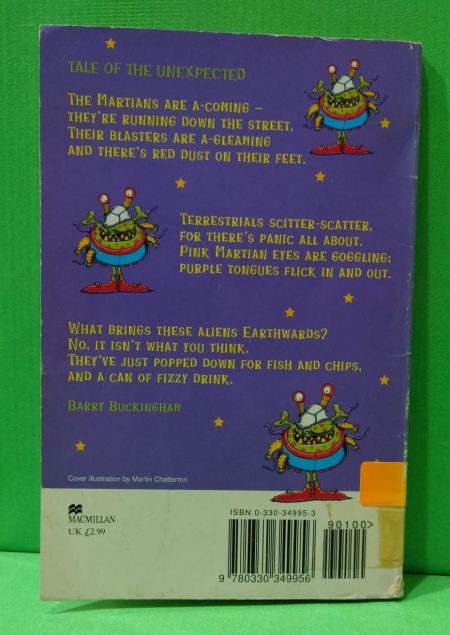 TALE OF THE UNEXPECTED
THE MARTIANS ARE A-COMING –
THEY'RE RUNNING DOWN THE STREET.
THEIR BLASTERS ARE A-GLEAMING
AND THERE'S RED DUST ON THEIR FEET.
TERRESTRIALS SCITTER-SCATTER,
FOR THERE'S PANIC ALL ABOUT.
PINK MARTIAN EYES ARE GOGGLING;
PURPLE TONGUES FLICK IN AND OUT.
WHAT BRINGS THESE ALIENS EARTHWARDS?
NO, IT ISN'T WHAT YOU THINK.
THEY'VE JUST POPPED DOWN FOR FISH AND CHIPS,
AND A CAN OF FIZZY DRINK.
BARRY BUCKINGHAM
Cover illustration by Martin Chatterton
MACMILLAN
UK £2.99
ISBN 0-330-34995-3
90100>
9 780330 349956